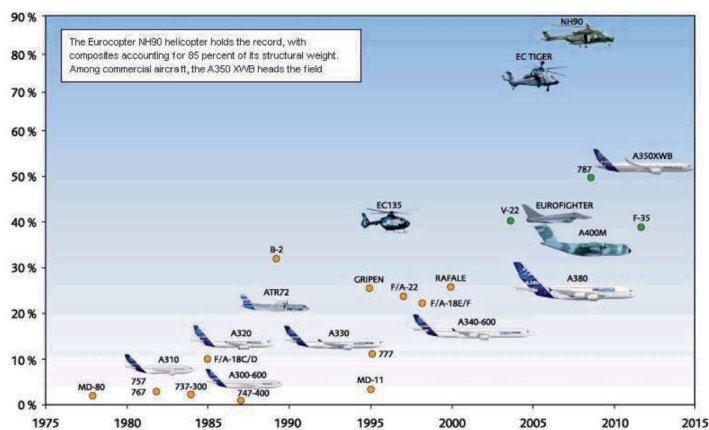 90 %
80 %
70 %
60 %
50 %
40 %
30 %
20 %
10 %
0 %
The Eurocopter NH90 helicopter holds the record, with
composites accounting for 85 percent of its structural weight.
Among commercial aircraft, the A350 XWB heads the field
NH90
EC TIGER
A350XWB
787
EC135
V-22
EUROFIGHTER
F-35
A400M
B-2
GRIPEN
F/A-22
RAFALE
F/A-18E/F
A380
ATR72
A320
A330
A340-600
F/A-18C/D
777
A310
A300-600
MD-80
757
767
737-300
747-400
MD-11
1975
1980
1985
1990
1995
2000
2005
2010
2015